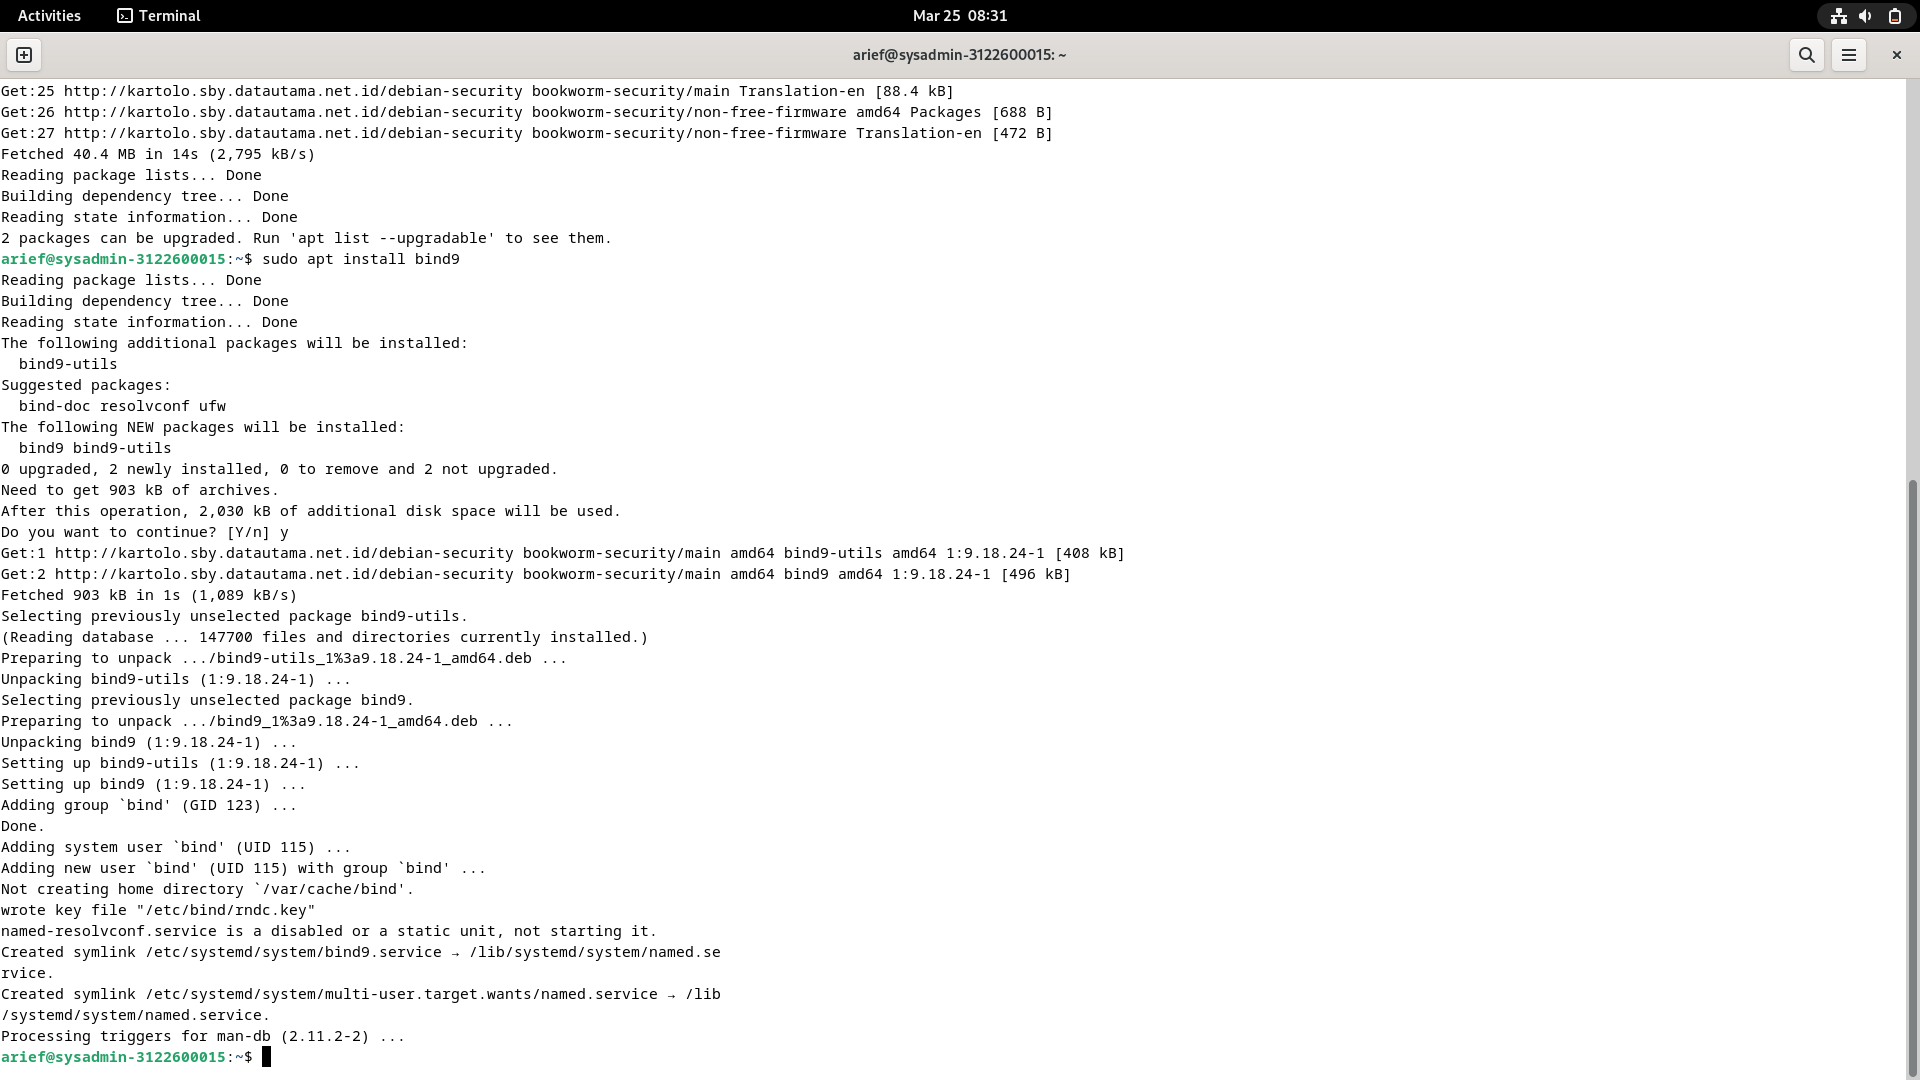 Activities Terminal Mar 25 08:31
arief@sysadmin-3122600015: ~
Get:25 http://kartolo.sby.datautama.net.id/debian-security bookworm-security/main Translation-en [88.4 kB]
Get:26 http://kartolo.sby.datautama.net.id/debian-security bookworm-security/non-free-firmware amd64 Packages [688 B]
Get:27 http://kartolo.sby.datautama.net.id/debian-security bookworm-security/non-free-firmware Translation-en [472 B]
Fetched 40.4 MB in 14s (2,795 kB/s)
Reading package lists... Done
Building dependency tree... Done
Reading state information... Done
2 packages can be upgraded. Run 'apt list --upgradable' to see them.
arief@sysadmin-3122600015:~$ sudo apt install bind9
Reading package lists... Done
Building dependency tree... Done
Reading state information... Done
The following additional packages will be installed:
  bind9-utils
Suggested packages:
  bind-doc resolvconf ufw
The following NEW packages will be installed:
  bind9 bind9-utils
0 upgraded, 2 newly installed, 0 to remove and 2 not upgraded.
Need to get 903 kB of archives.
After this operation, 2,030 kB of additional disk space will be used.
Do you want to continue? [Y/n] y
Get:1 http://kartolo.sby.datautama.net.id/debian-security bookworm-security/main amd64 bind9-utils amd64 1:9.18.24-1 [408 kB]
Get:2 http://kartolo.sby.datautama.net.id/debian-security bookworm-security/main amd64 bind9 amd64 1:9.18.24-1 [496 kB]
Fetched 903 kB in 1s (1,089 kB/s)
Selecting previously unselected package bind9-utils.
(Reading database ... 147700 files and directories currently installed.)
Preparing to unpack .../bind9-utils_1%3a9.18.24-1_amd64.deb ...
Unpacking bind9-utils (1:9.18.24-1) ...
Selecting previously unselected package bind9.
Preparing to unpack .../bind9_1%3a9.18.24-1_amd64.deb ...
Unpacking bind9 (1:9.18.24-1) ...
Setting up bind9-utils (1:9.18.24-1) ...
Setting up bind9 (1:9.18.24-1) ...
Adding group `bind' (GID 123) ...
Done.
Adding system user `bind' (UID 115) ...
Adding new user `bind' (UID 115) with group `bind' ...
Not creating home directory `/var/cache/bind'.
wrote key file "/etc/bind/rndc.key"
named-resolvconf.service is a disabled or a static unit, not starting it.
Created symlink /etc/systemd/system/bind9.service → /lib/systemd/system/named.se
rvice.
Created symlink /etc/systemd/system/multi-user.target.wants/named.service → /lib
/systemd/system/named.service.
Processing triggers for man-db (2.11.2-2) ...
arief@sysadmin-3122600015:~$